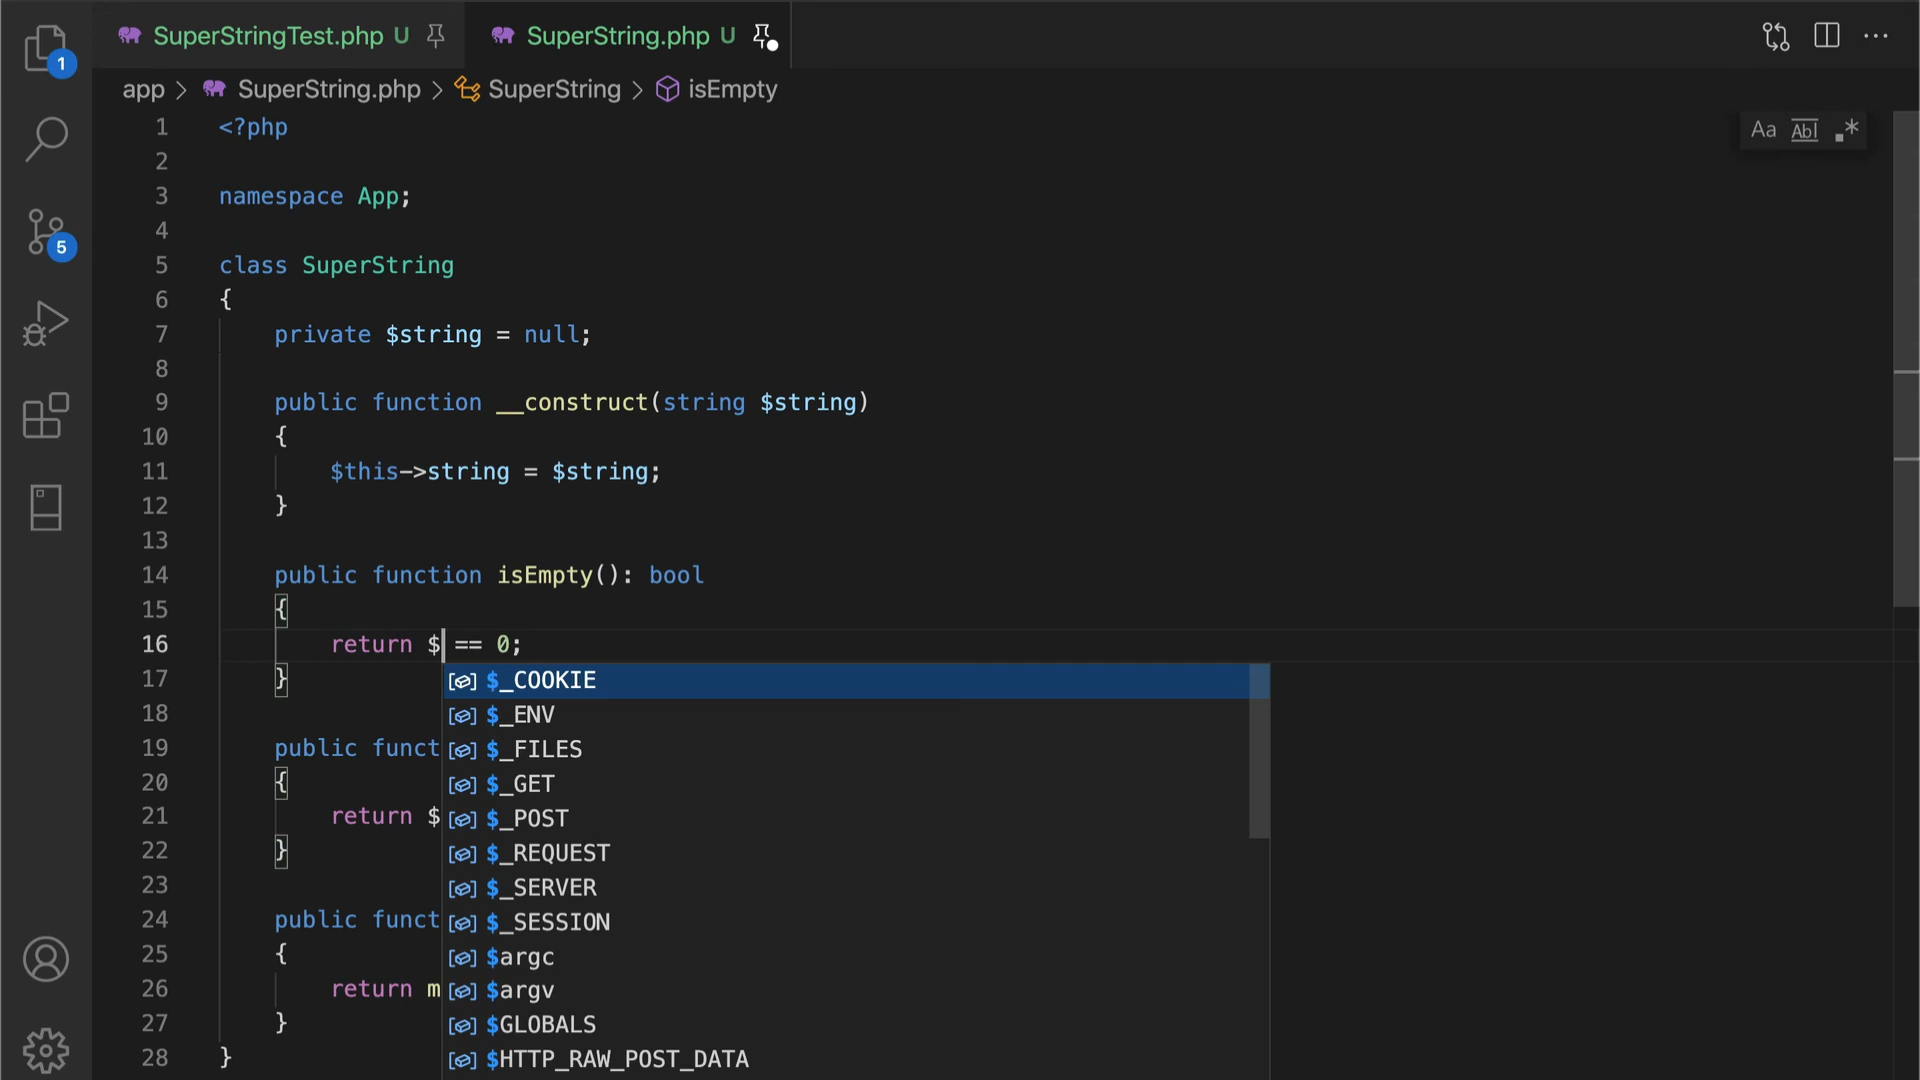 SuperStringTest.php U
SuperString.php U
app > SuperString.php > SuperString > isEmpty
Aa Abl .*
1
5
1 <?php
2
3 namespace App;
4
5 class SuperString
6 {
7 private $string = null;
8
9 public function __construct(string $string)
10 {
11 $this->string = $string;
12 }
13
14 public function isEmpty(): bool
15 {
16 return $ == 0;
17 }
18
19 public funct
20 {
21 return $
22 }
23
24 public funct
25 {
26 return m
27 }
28 }
$_COOKIE
$_ENV
$_FILES
$_GET
$_POST
$_REQUEST
$_SERVER
$_SESSION
$argc
$argv
$GLOBALS
$HTTP_RAW_POST_DATA